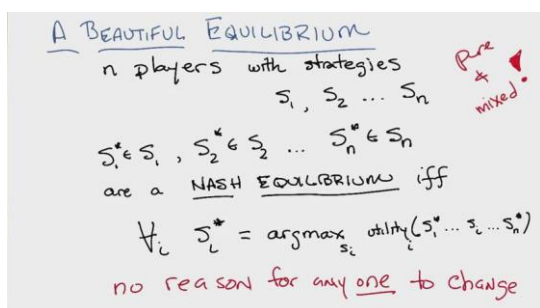 A BEAUTIFUL EQUILIBRIUM
n players with strategies
S₁, S₂ ... Sₙ
pure
&
mixed!
S₁* ∈ S₁, S₂* ∈ S₂ ... Sₙ* ∈ Sₙ
are a NASH EQUILIBRIUM iff
∀ᵢ Sᵢ* = argmax_{sᵢ} utilityᵢ(S₁* ... Sᵢ ... Sₙ*)
no reason for any one to change